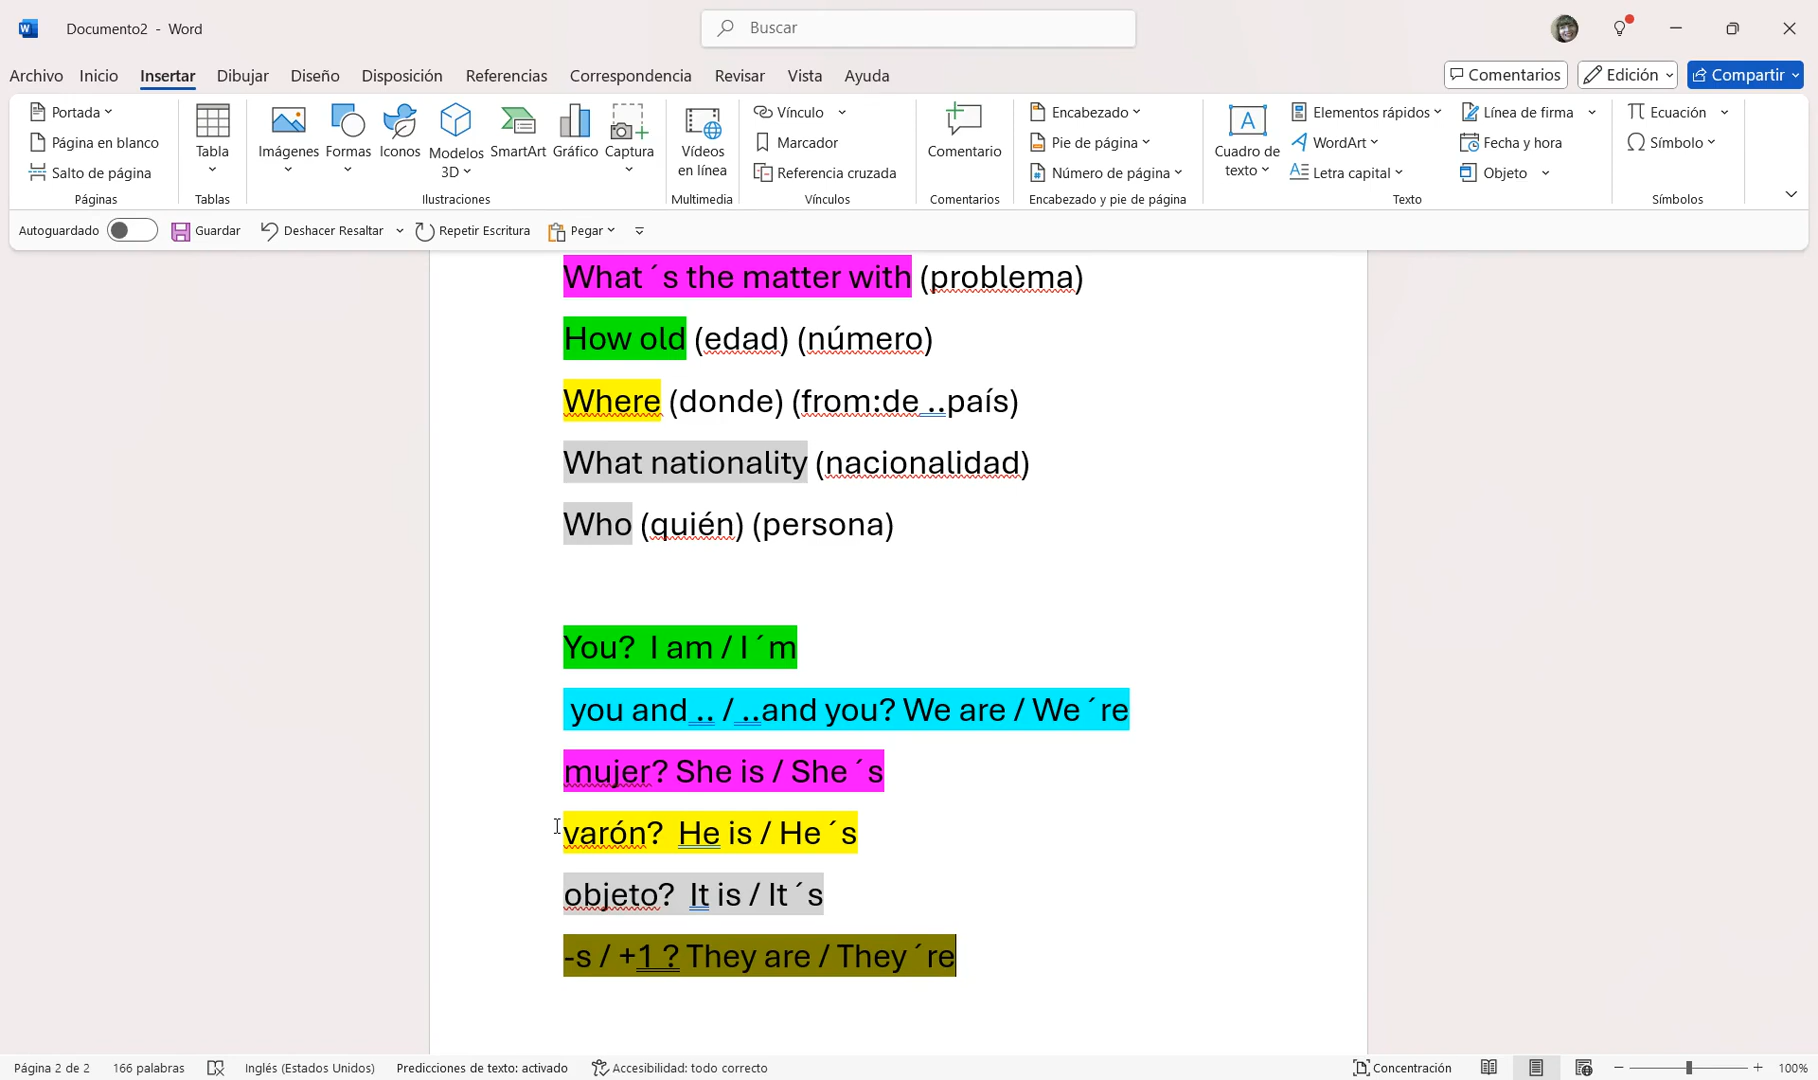 Documento2 - Word
Buscar
Archivo Inicio Insertar Dibujar Diseño Disposición Referencias Correspondencia Revisar Vista Ayuda
Comentarios Edición Compartir
Portada
Página en blanco
Salto de página
Páginas
Tabla
Tablas
Imágenes Formas Iconos Modelos 3D SmartArt Gráfico Captura
Ilustraciones
Vídeos en línea
Multimedia
Vínculo
Marcador
Referencia cruzada
Vínculos
Comentario
Comentarios
Encabezado
Pie de página
Número de página
Encabezado y pie de página
Cuadro de texto
Elementos rápidos
WordArt
Letra capital
Línea de firma
Fecha y hora
Objeto
Texto
Ecuación
Símbolo
Símbolos
Autoguardado Guardar Deshacer Resaltar Repetir Escritura Pegar
What ´s the matter with (problema)
How old (edad) (número)
Where (donde) (from:de ..país)
What nationality (nacionalidad)
Who (quién) (persona)
You? I am / I ´m
you and .. / ..and you? We are / We ´re
mujer? She is / She ´s
varón? He is / He ´s
objeto? It is / It ´s
-s / +1 ? They are / They ´re
Página 2 de 2 166 palabras Inglés (Estados Unidos) Predicciones de texto: activado Accesibilidad: todo correcto Concentración 100%